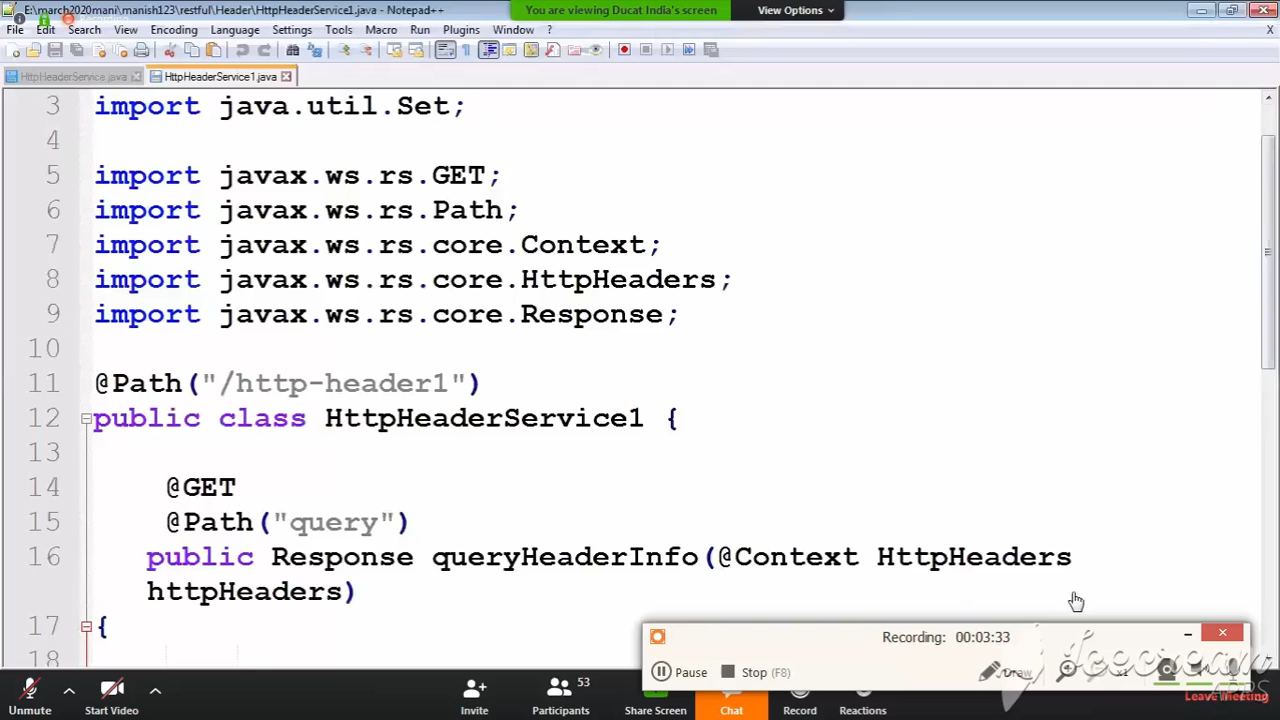 E:\march2020mani\manish123\restful\Header\HttpHeaderService1.java - Notepad++
Recording
You are viewing Ducat India's screen
View Options
File Edit Search View Encoding Language Settings Tools Macro Run Plugins Window ?
X
HttpHeaderService.java
HttpHeaderService1.java
3 import java.util.Set;
4
5 import javax.ws.rs.GET;
6 import javax.ws.rs.Path;
7 import javax.ws.rs.core.Context;
8 import javax.ws.rs.core.HttpHeaders;
9 import javax.ws.rs.core.Response;
10
11 @Path("/http-header1")
12 public class HttpHeaderService1 {
13
14 @GET
15 @Path("query")
16 public Response queryHeaderInfo(@Context HttpHeaders
httpHeaders)
17 {
18
Recording: 00:03:33
Pause Stop (F8) Draw x1
Icecream
APPS
53
Leave Meeting
Unmute Start Video Invite Participants Share Screen Chat Record Reactions